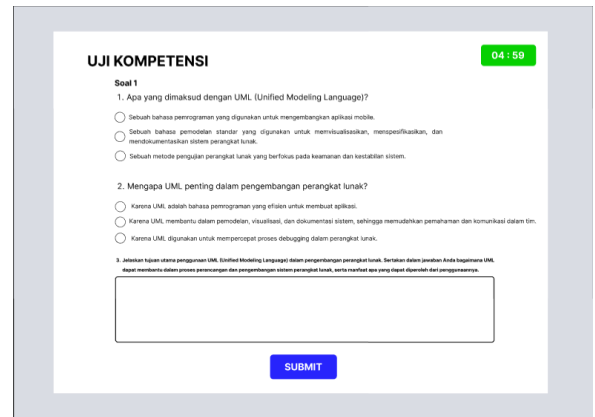 UJI KOMPETENSI
04 : 59
Soal 1
1. Apa yang dimaksud dengan UML (Unified Modeling Language)?
Sebuah bahasa pemrograman yang digunakan untuk mengembangkan aplikasi mobile.
Sebuah bahasa pemodelan standar yang digunakan untuk memvisualisasikan, menspesifikasikan, dan
mendokumentasikan sistem perangkat lunak.
Sebuah metode pengujian perangkat lunak yang berfokus pada keamanan dan kestabilan sistem.
2. Mengapa UML penting dalam pengembangan perangkat lunak?
Karena UML adalah bahasa pemrograman yang efisien untuk membuat aplikasi.
Karena UML membantu dalam pemodelan, visualisasi, dan dokumentasi sistem, sehingga memudahkan pemahaman dan komunikasi dalam tim.
Karena UML digunakan untuk mempercepat proses debugging dalam perangkat lunak.
3. Jelaskan tujuan utama penggunaan UML (Unified Modeling Language) dalam pengembangan perangkat lunak. Sertakan dalam jawaban Anda bagaimana UML
dapat membantu dalam proses perancangan dan pengembangan sistem perangkat lunak, serta manfaat apa yang dapat diperoleh dari penggunaannya.
SUBMIT